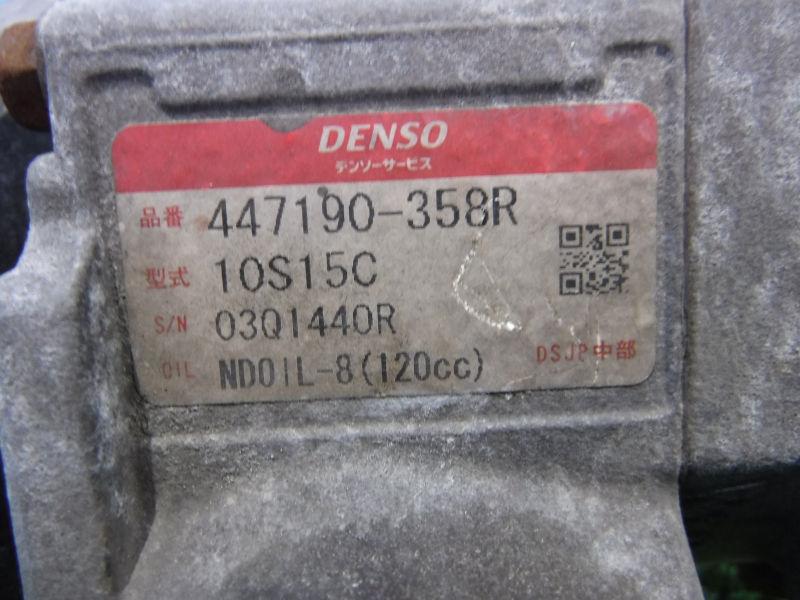 DENSO
デンソーサービス
品番 447190-358R
型式 10S15C
S/N 03Q1440R
OIL NDOIL-8(120cc)
DSJP中部